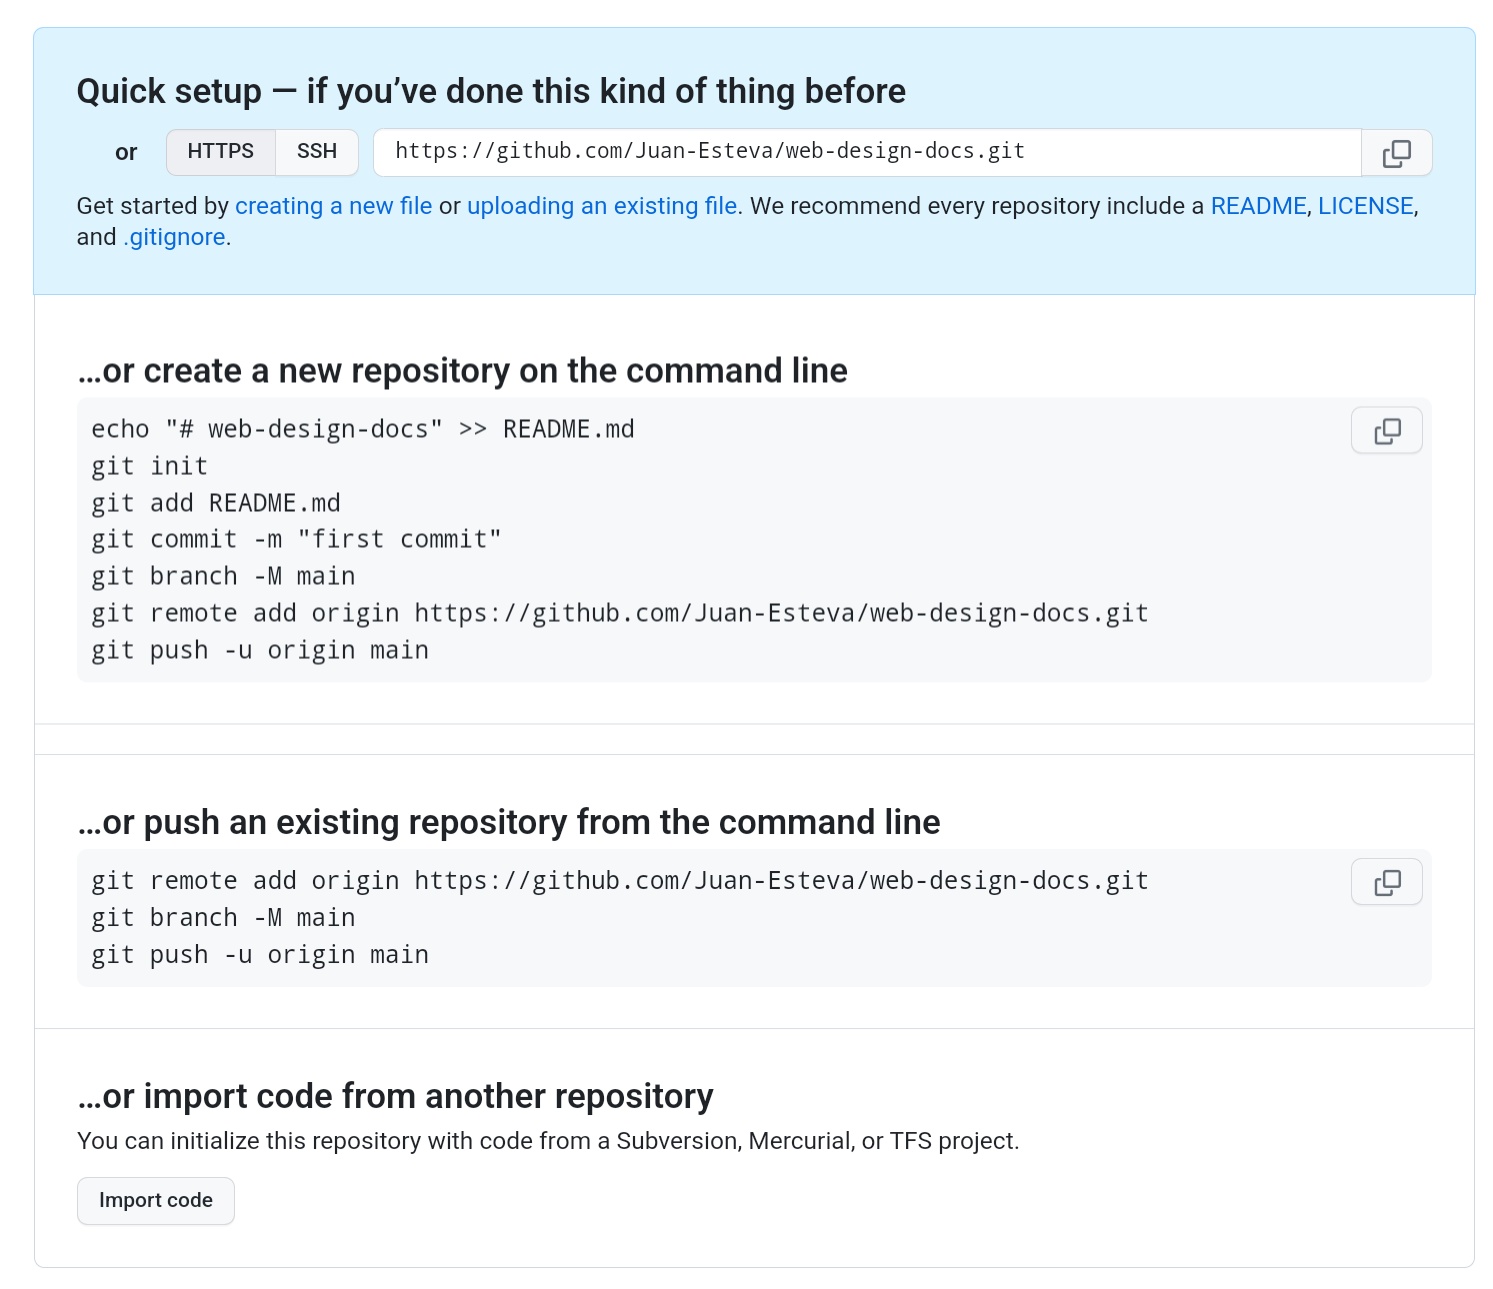 Quick setup — if you’ve done this kind of thing before
or HTTPS SSH https://github.com/Juan-Esteva/web-design-docs.git
Get started by creating a new file or uploading an existing file. We recommend every repository include a README, LICENSE,
and .gitignore.
…or create a new repository on the command line
echo "# web-design-docs" >> README.md
git init
git add README.md
git commit -m "first commit"
git branch -M main
git remote add origin https://github.com/Juan-Esteva/web-design-docs.git
git push -u origin main
…or push an existing repository from the command line
git remote add origin https://github.com/Juan-Esteva/web-design-docs.git
git branch -M main
git push -u origin main
…or import code from another repository
You can initialize this repository with code from a Subversion, Mercurial, or TFS project.
Import code